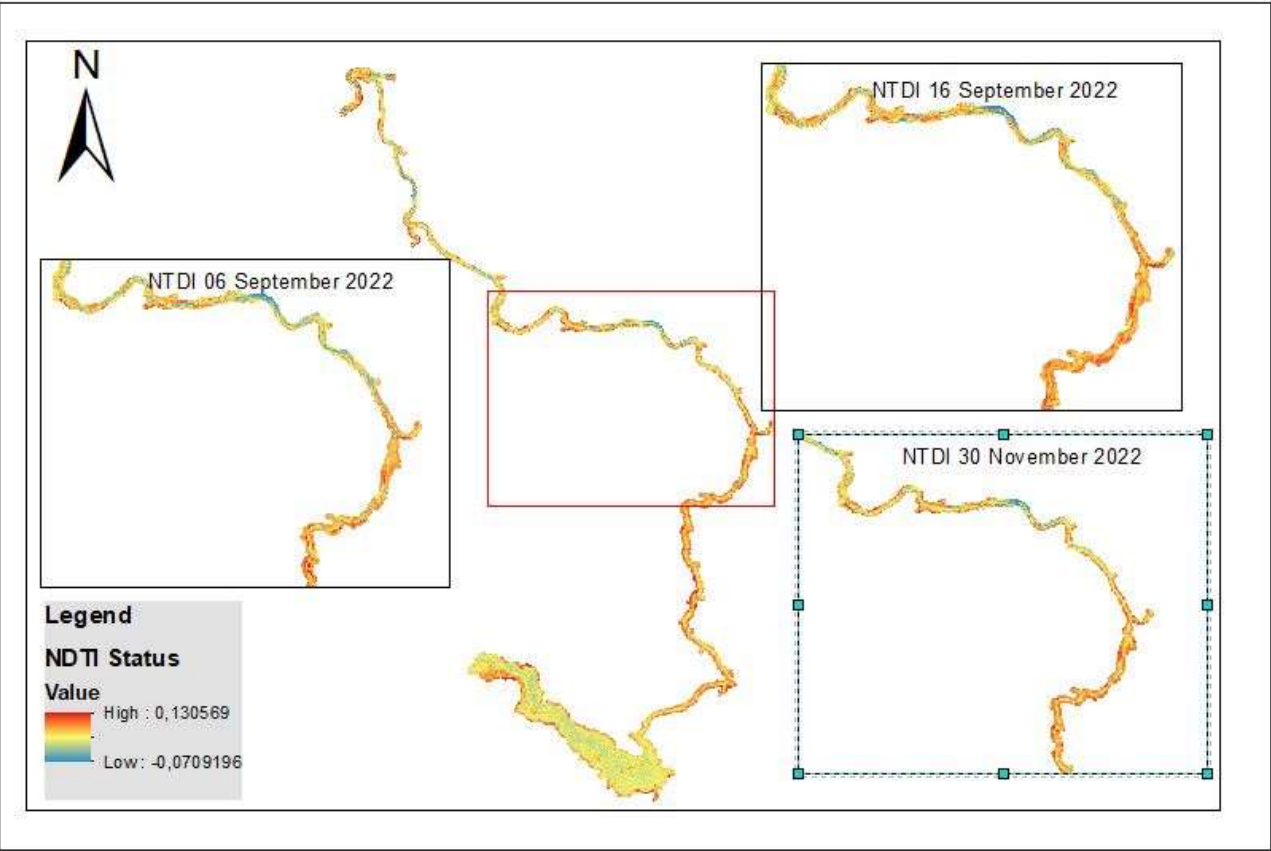 N
NTDI 16 September 2022
NTDI 06 September 2022
NTDI 30 November 2022
Legend
NDTI Status
Value
High : 0,130569
Low : -0,0709196